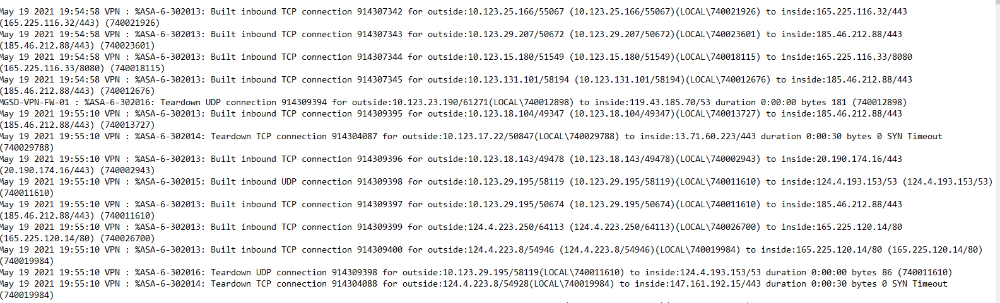 May 19 2021 19:54:58 VPN : %ASA-6-302013: Built inbound TCP connection 914307342 for outside:10.123.25.166/55067 (10.123.25.166/55067)(LOCAL\740021926) to inside:165.225.116.32/443
(165.225.116.32/443) (740021926)
May 19 2021 19:54:58 VPN : %ASA-6-302013: Built inbound TCP connection 914307343 for outside:10.123.29.207/50672 (10.123.29.207/50672)(LOCAL\740023601) to inside:185.46.212.88/443
(185.46.212.88/443) (740023601)
May 19 2021 19:54:58 VPN : %ASA-6-302013: Built inbound TCP connection 914307344 for outside:10.123.15.180/51549 (10.123.15.180/51549)(LOCAL\740018115) to inside:165.225.116.33/8080
(165.225.116.33/8080) (740018115)
May 19 2021 19:54:58 VPN : %ASA-6-302013: Built inbound TCP connection 914307345 for outside:10.123.131.101/58194 (10.123.131.101/58194)(LOCAL\740012676) to inside:185.46.212.88/443
(185.46.212.88/443) (740012676)
MGSD-VPN-FW-01 : %ASA-6-302016: Teardown UDP connection 914309394 for outside:10.123.23.190/61271(LOCAL\740012898) to inside:119.43.185.70/53 duration 0:00:00 bytes 181 (740012898)
May 19 2021 19:55:10 VPN : %ASA-6-302013: Built inbound TCP connection 914309395 for outside:10.123.18.104/49347 (10.123.18.104/49347)(LOCAL\740013727) to inside:185.46.212.88/443
(185.46.212.88/443) (740013727)
May 19 2021 19:55:10 VPN : %ASA-6-302014: Teardown TCP connection 914304087 for outside:10.123.17.22/50847(LOCAL\740029788) to inside:13.71.60.223/443 duration 0:00:30 bytes 0 SYN Timeout
(740029788)
May 19 2021 19:55:10 VPN : %ASA-6-302013: Built inbound TCP connection 914309396 for outside:10.123.18.143/49478 (10.123.18.143/49478)(LOCAL\740002943) to inside:20.190.174.16/443
(20.190.174.16/443) (740002943)
May 19 2021 19:55:10 VPN : %ASA-6-302015: Built inbound UDP connection 914309398 for outside:10.123.29.195/58119 (10.123.29.195/58119)(LOCAL\740011610) to inside:124.4.193.153/53 (124.4.193.153/53)
(740011610)
May 19 2021 19:55:10 VPN : %ASA-6-302013: Built inbound TCP connection 914309397 for outside:10.123.29.195/50674 (10.123.29.195/50674)(LOCAL\740011610) to inside:185.46.212.88/443
(185.46.212.88/443) (740011610)
May 19 2021 19:55:10 VPN : %ASA-6-302013: Built inbound TCP connection 914309399 for outside:124.4.223.250/64113 (124.4.223.250/64113)(LOCAL\740026700) to inside:165.225.120.14/80
(165.225.120.14/80) (740026700)
May 19 2021 19:55:10 VPN : %ASA-6-302013: Built inbound TCP connection 914309400 for outside:124.4.223.8/54946 (124.4.223.8/54946)(LOCAL\740019984) to inside:165.225.120.14/80 (165.225.120.14/80)
(740019984)
May 19 2021 19:55:10 VPN : %ASA-6-302016: Teardown UDP connection 914309398 for outside:10.123.29.195/58119(LOCAL\740011610) to inside:124.4.193.153/53 duration 0:00:00 bytes 86 (740011610)
May 19 2021 19:55:10 VPN : %ASA-6-302014: Teardown TCP connection 914304088 for outside:124.4.223.8/54928(LOCAL\740019984) to inside:147.161.192.15/443 duration 0:00:30 bytes 0 SYN Timeout
(740019984)